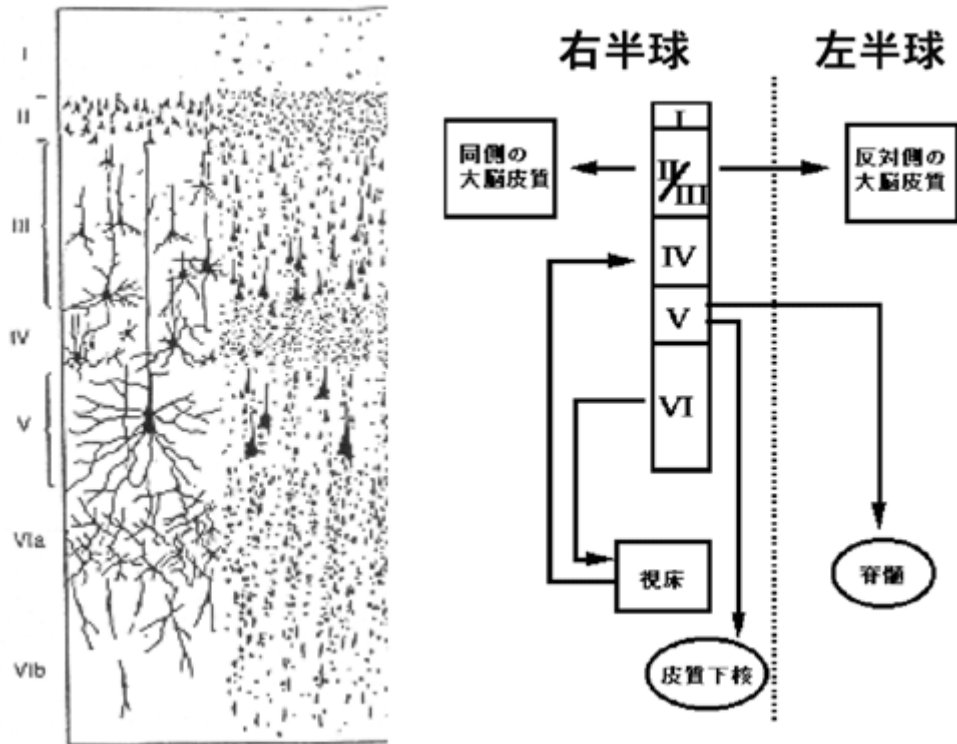 I
II
III
IV
V
VIa
VIb
右半球
左半球
同側の
大脳皮質
反対側の
大脳皮質
I
II/III
IV
V
VI
視床
脊髄
皮質下核